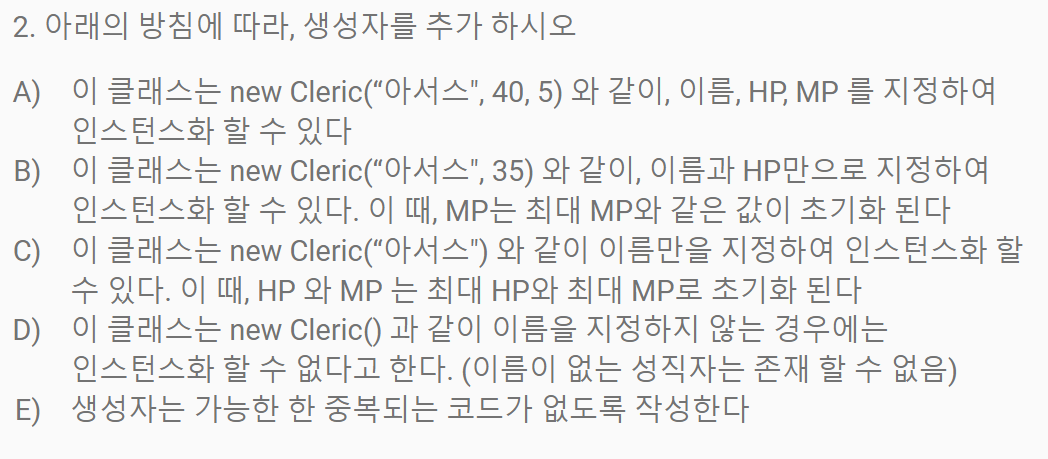 2. 아래의 방침에 따라, 생성자를 추가 하시오
A) 이 클래스는 new Cleric(“아서스", 40, 5) 와 같이, 이름, HP, MP 를 지정하여
인스턴스화 할 수 있다
B) 이 클래스는 new Cleric(“아서스", 35) 와 같이, 이름과 HP만으로 지정하여
인스턴스화 할 수 있다. 이 때, MP는 최대 MP와 같은 값이 초기화 된다
C) 이 클래스는 new Cleric(“아서스") 와 같이 이름만을 지정하여 인스턴스화 할
수 있다. 이 때, HP 와 MP 는 최대 HP와 최대 MP로 초기화 된다
D) 이 클래스는 new Cleric() 과 같이 이름을 지정하지 않는 경우에는
인스턴스화 할 수 없다고 한다. (이름이 없는 성직자는 존재 할 수 없음)
E) 생성자는 가능한 한 중복되는 코드가 없도록 작성한다